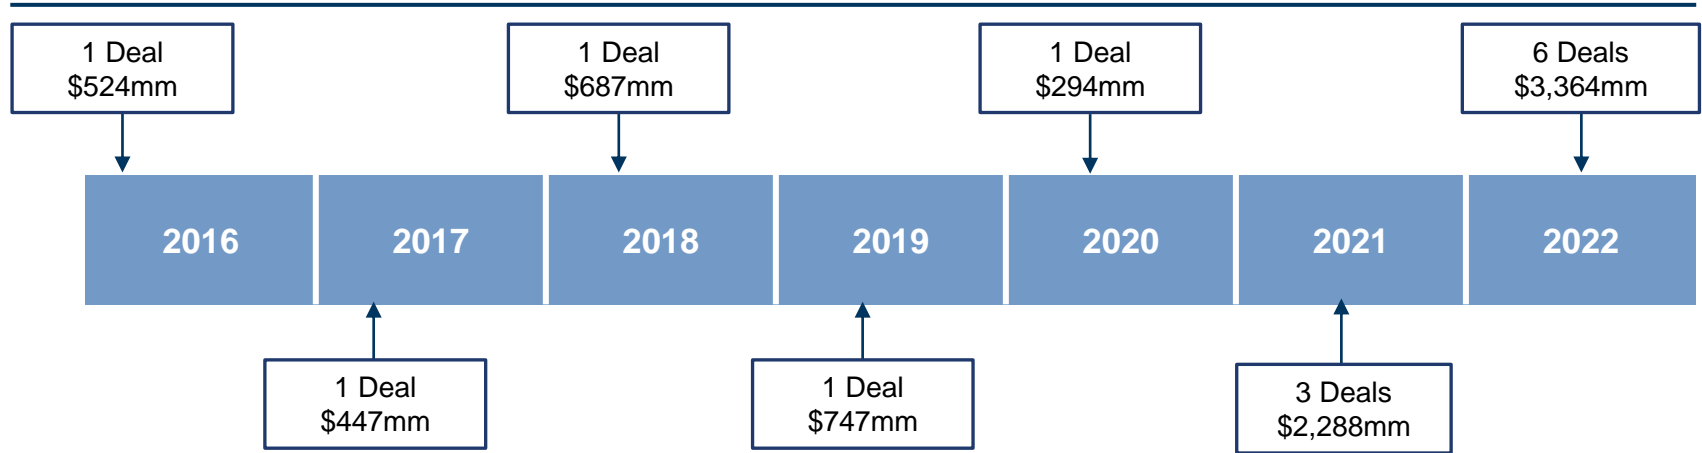 1 Deal
$524mm
1 Deal
$687mm
1 Deal
$294mm
6 Deals
$3,364mm
2016
2017
2018
2019
2020
2021
2022
1 Deal
$447mm
1 Deal
$747mm
3 Deals
$2,288mm